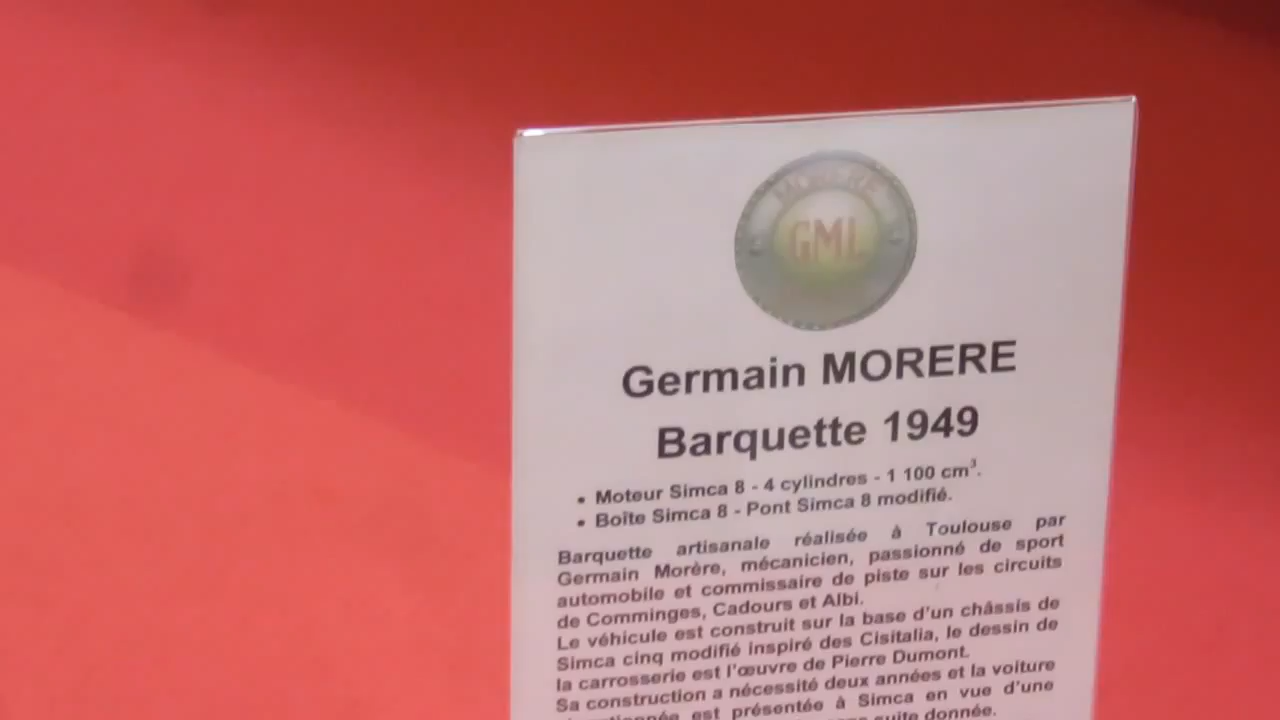 MORERE
GML
Germain MORERE
Barquette 1949
• Moteur Simca 8 - 4 cylindres - 1 100 cm³.
• Boîte Simca 8 - Pont Simca 8 modifié.
Barquette artisanale réalisée à Toulouse par
Germain Morère, mécanicien, passionné de sport
automobile et commissaire de piste sur les circuits
de Comminges, Cadours et Albi.
Le véhicule est construit sur la base d'un châssis de
Simca cinq modifié inspiré des Cisitalia, le dessin de
la carrosserie est l'œuvre de Pierre Dumont.
Sa construction a nécessité deux années et la voiture
est présentée à Simca en vue d'une
suite donnée.